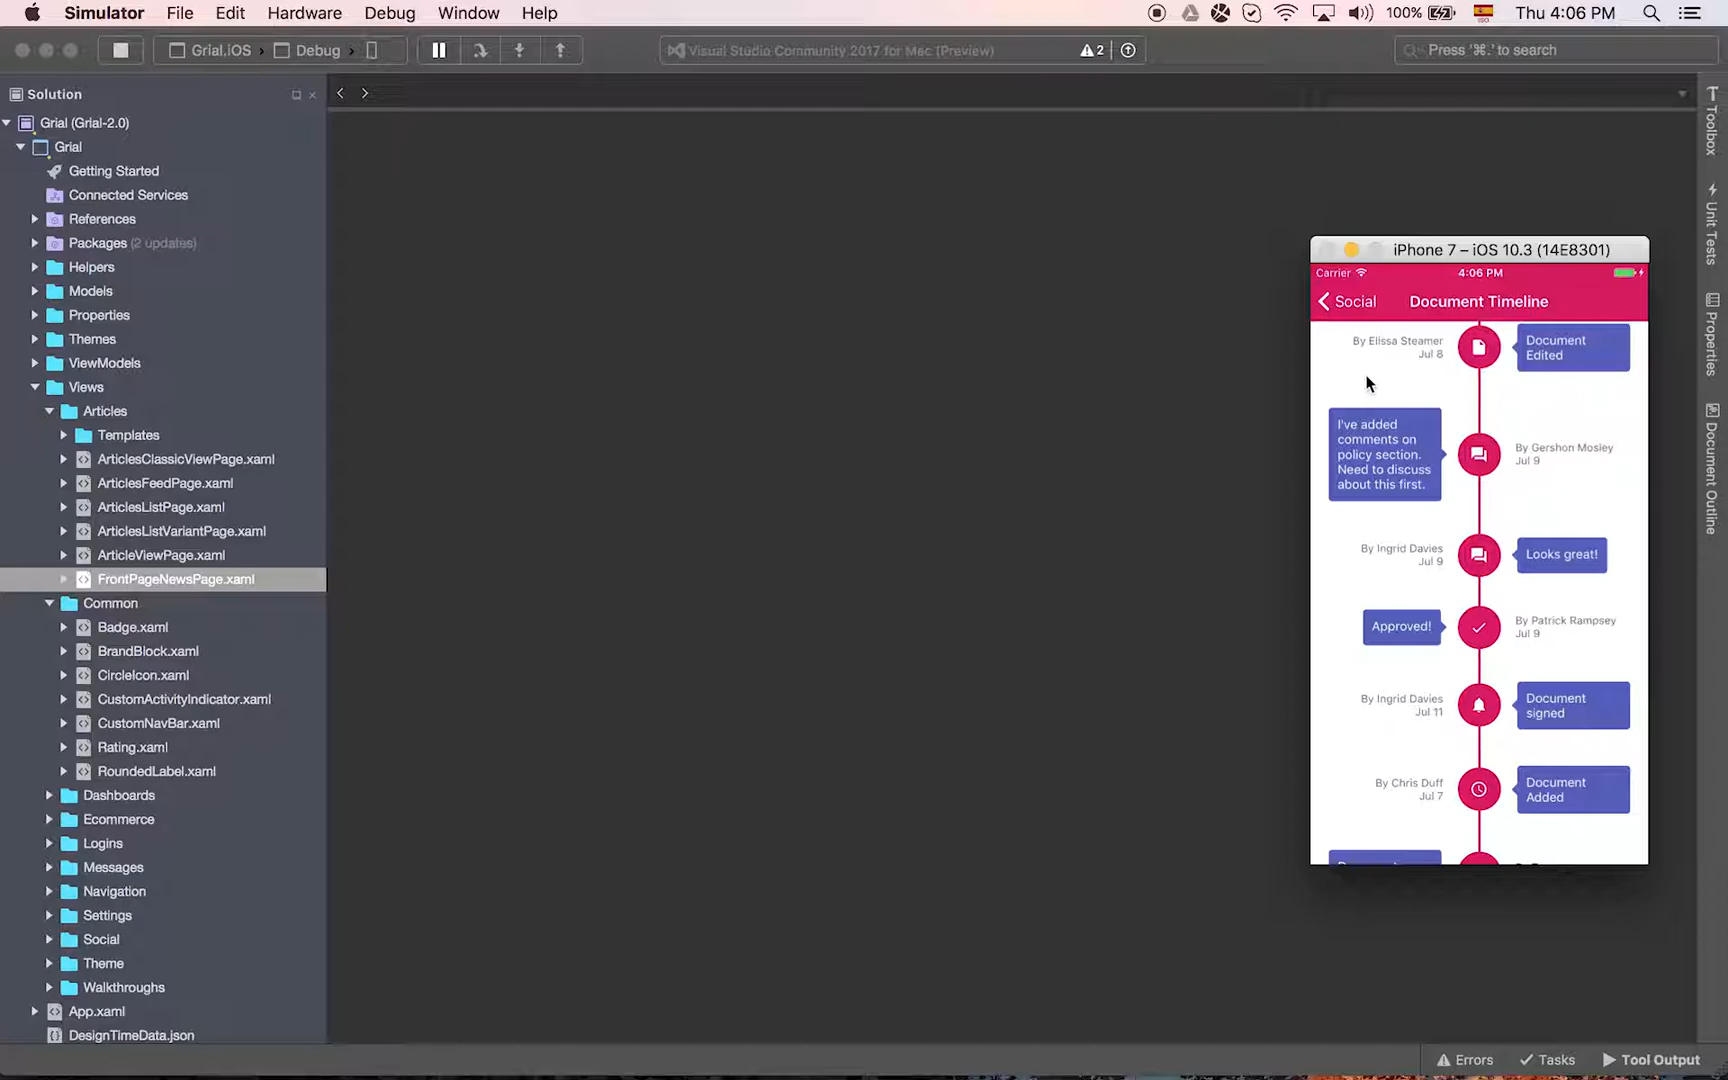 Simulator File Edit Hardware Debug Window Help 100% ISO Thu 4:06 PM
Grial.iOS › Debug › Visual Studio Community 2017 for Mac (Preview) 2 Press '⌘.' to search
Solution
Grial (Grial-2.0)
Grial
Getting Started
Connected Services
References
Packages (2 updates)
Helpers
Models
Properties
Themes
ViewModels
Views
Articles
Templates
ArticlesClassicViewPage.xaml
ArticlesFeedPage.xaml
ArticlesListPage.xaml
ArticlesListVariantPage.xaml
ArticleViewPage.xaml
FrontPageNewsPage.xaml
Common
Badge.xaml
BrandBlock.xaml
CircleIcon.xaml
CustomActivityIndicator.xaml
CustomNavBar.xaml
Rating.xaml
RoundedLabel.xaml
Dashboards
Ecommerce
Logins
Messages
Navigation
Settings
Social
Theme
Walkthroughs
App.xaml
DesignTimeData.json
iPhone 7 – iOS 10.3 (14E8301)
Carrier 4:06 PM
Social Document Timeline
By Elissa Steamer
Jul 8
Document
Edited
I've added
comments on
policy section.
Need to discuss
about this first.
By Gershon Mosley
Jul 9
By Ingrid Davies
Jul 9
Looks great!
Approved!
By Patrick Rampsey
Jul 9
By Ingrid Davies
Jul 11
Document
signed
By Chris Duff
Jul 7
Document
Added
Toolbox
Unit Tests
Properties
Document Outline
Errors Tasks Tool Output